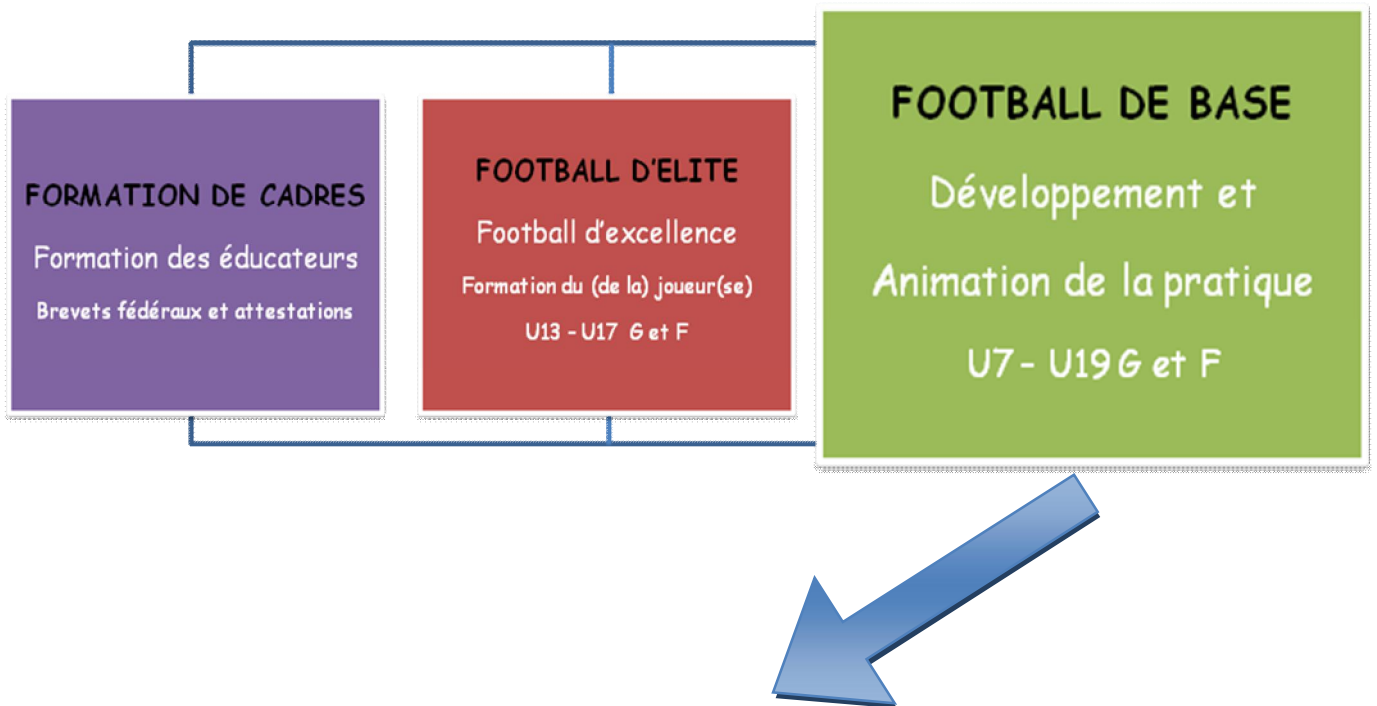 FORMATION DE CADRES
Formation des éducateurs
Brevets fédéraux et attestations
FOOTBALL D'ELITE
Football d'excellence
Formation du (de la) joueur(se)
U13 - U17 G et F
FOOTBALL DE BASE
Développement et
Animation de la pratique
U7 - U19 G et F